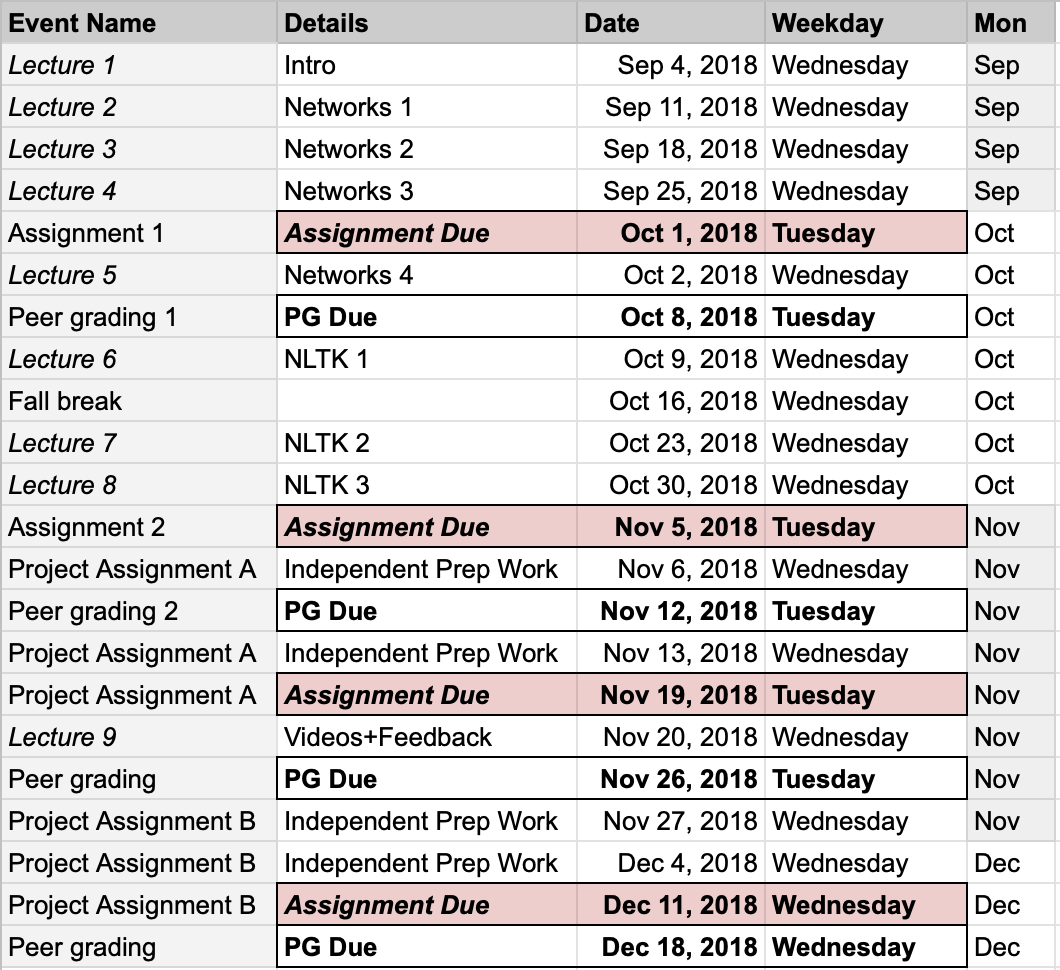 Event Name Details Date Weekday Mon
Lecture 1 Intro Sep 4, 2018 Wednesday Sep
Lecture 2 Networks 1 Sep 11, 2018 Wednesday Sep
Lecture 3 Networks 2 Sep 18, 2018 Wednesday Sep
Lecture 4 Networks 3 Sep 25, 2018 Wednesday Sep
Assignment 1 Assignment Due Oct 1, 2018 Tuesday Oct
Lecture 5 Networks 4 Oct 2, 2018 Wednesday Oct
Peer grading 1 PG Due Oct 8, 2018 Tuesday Oct
Lecture 6 NLTK 1 Oct 9, 2018 Wednesday Oct
Fall break Oct 16, 2018 Wednesday Oct
Lecture 7 NLTK 2 Oct 23, 2018 Wednesday Oct
Lecture 8 NLTK 3 Oct 30, 2018 Wednesday Oct
Assignment 2 Assignment Due Nov 5, 2018 Tuesday Nov
Project Assignment A Independent Prep Work Nov 6, 2018 Wednesday Nov
Peer grading 2 PG Due Nov 12, 2018 Tuesday Nov
Project Assignment A Independent Prep Work Nov 13, 2018 Wednesday Nov
Project Assignment A Assignment Due Nov 19, 2018 Tuesday Nov
Lecture 9 Videos+Feedback Nov 20, 2018 Wednesday Nov
Peer grading PG Due Nov 26, 2018 Tuesday Nov
Project Assignment B Independent Prep Work Nov 27, 2018 Wednesday Nov
Project Assignment B Independent Prep Work Dec 4, 2018 Wednesday Dec
Project Assignment B Assignment Due Dec 11, 2018 Wednesday Dec
Peer grading PG Due Dec 18, 2018 Wednesday Dec